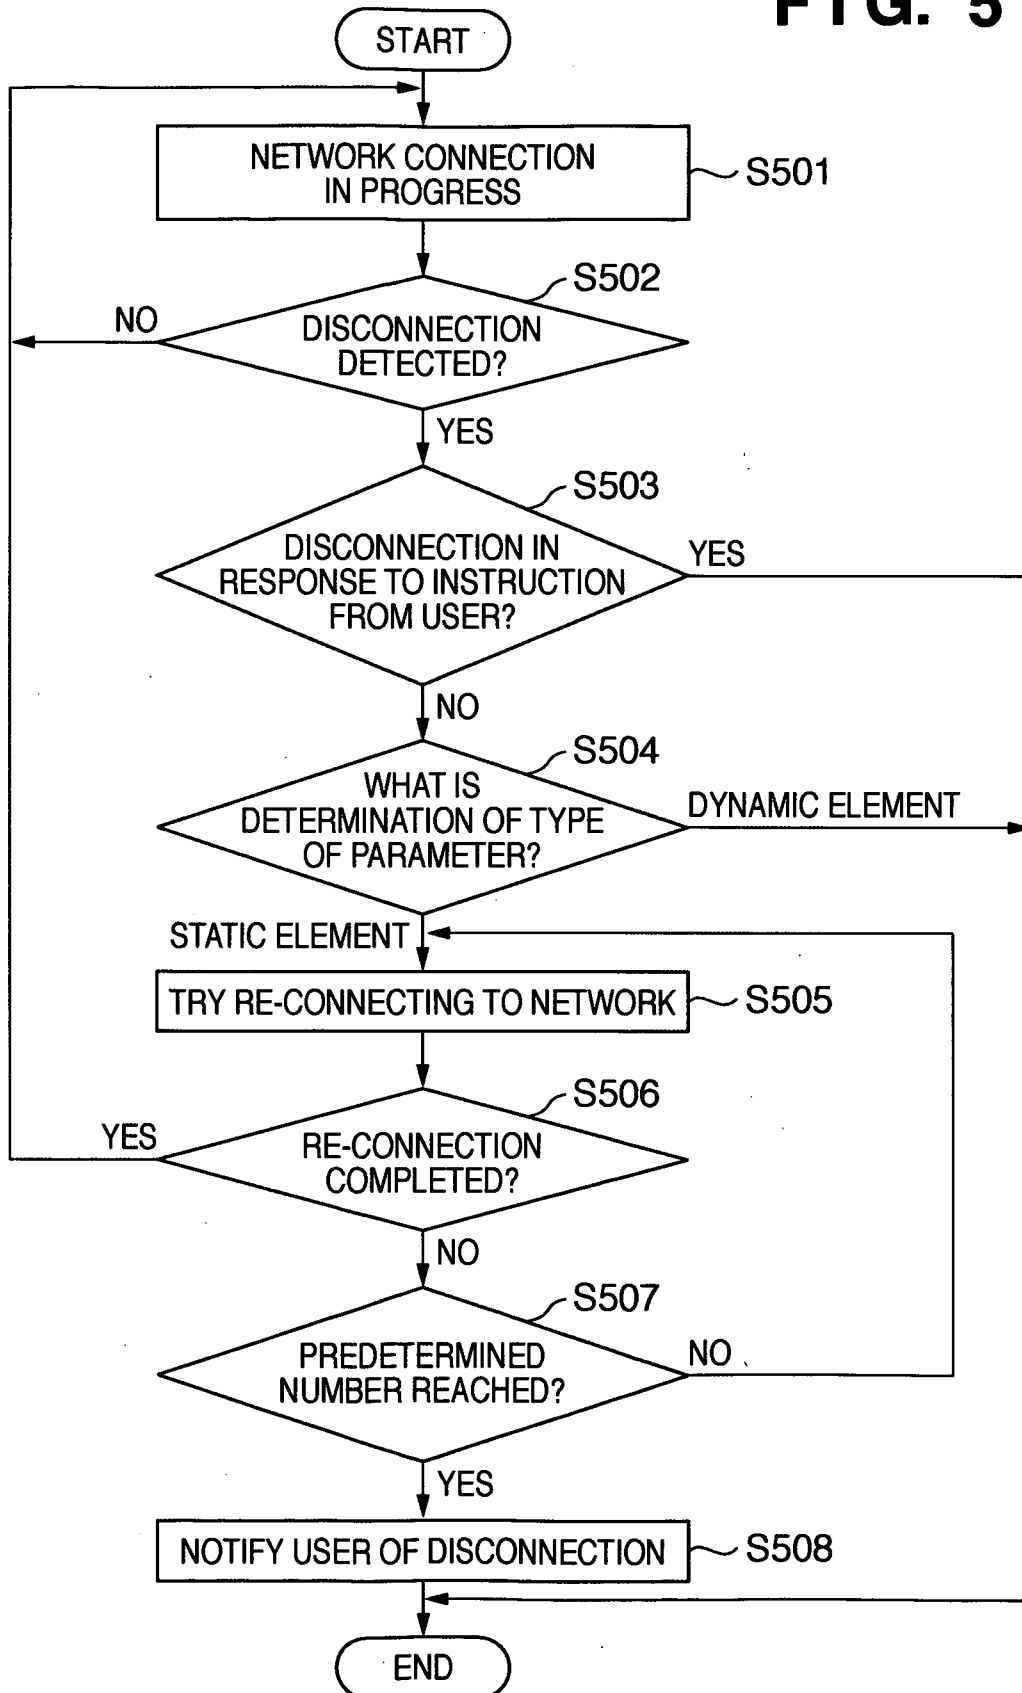 FIG. 5
START
NETWORK CONNECTION
IN PROGRESS
S501
S502
NO
DISCONNECTION
DETECTED?
YES
S503
DISCONNECTION IN
RESPONSE TO INSTRUCTION
FROM USER?
YES
NO
S504
WHAT IS
DETERMINATION OF TYPE
OF PARAMETER?
DYNAMIC ELEMENT
STATIC ELEMENT
TRY RE-CONNECTING TO NETWORK
S505
S506
YES
RE-CONNECTION
COMPLETED?
NO
S507
PREDETERMINED
NUMBER REACHED?
NO
YES
NOTIFY USER OF DISCONNECTION
S508
END